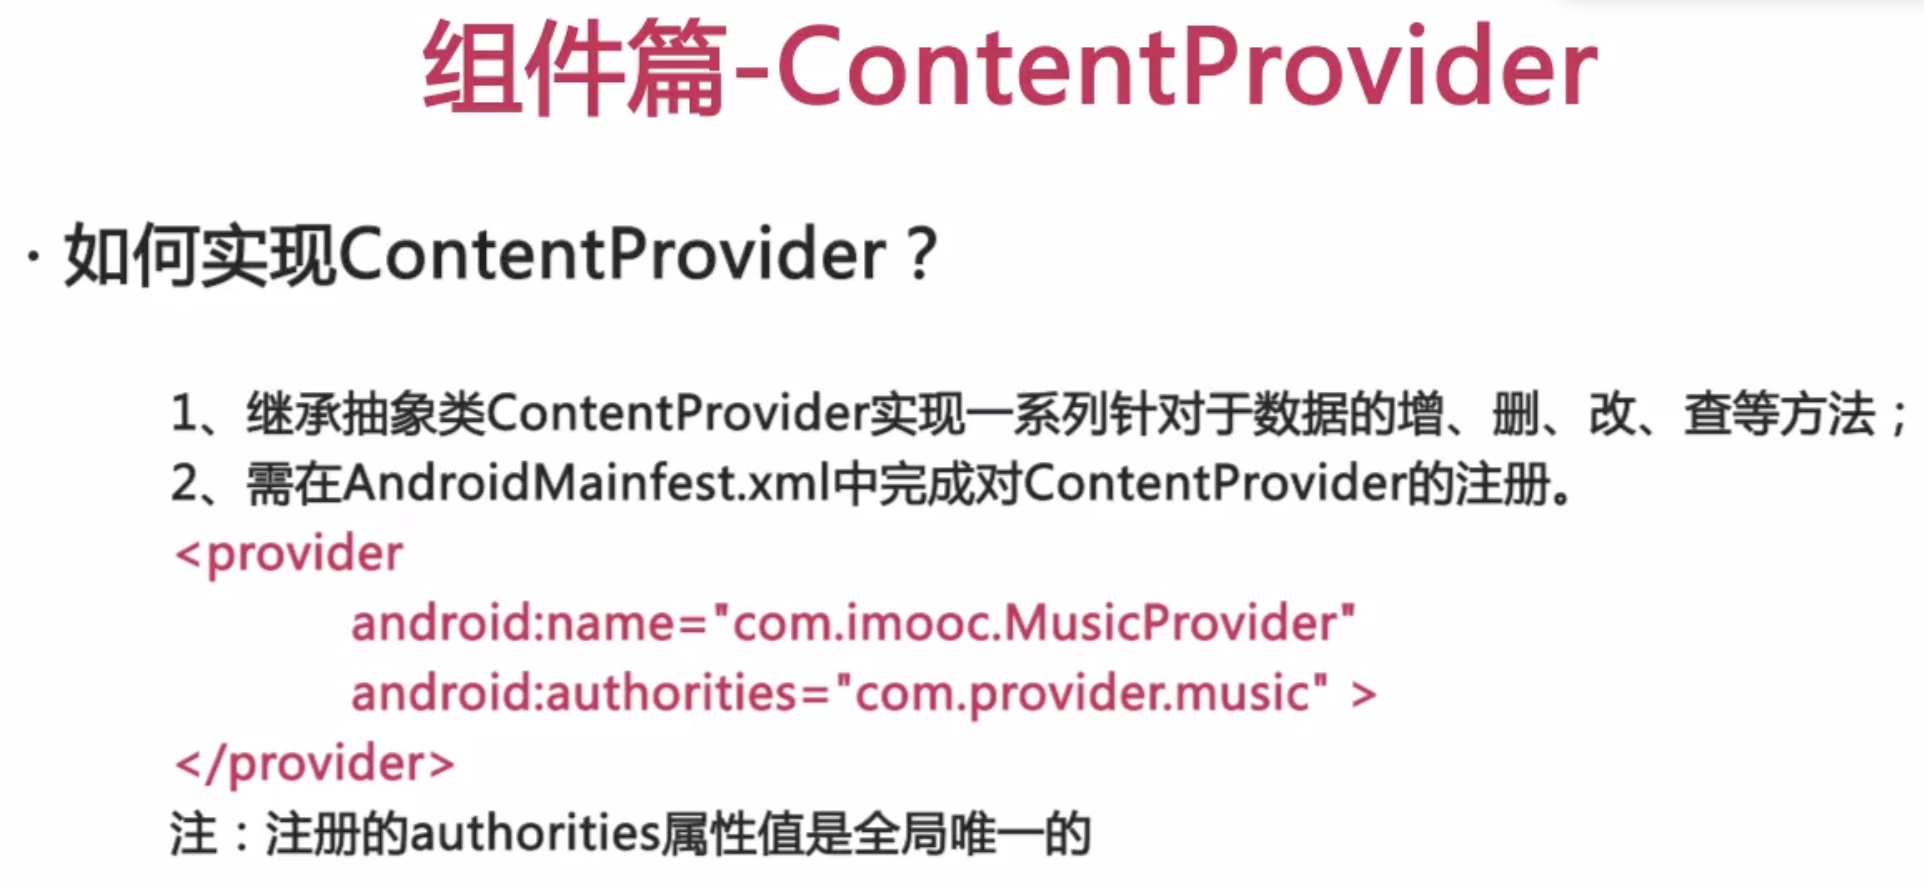 组件篇-ContentProvider
· 如何实现ContentProvider？
1、继承抽象类ContentProvider实现一系列针对于数据的增、删、改、查等方法；
2、需在AndroidMainfest.xml中完成对ContentProvider的注册。
<provider
android:name="com.imooc.MusicProvider"
android:authorities="com.provider.music" >
</provider>
注：注册的authorities属性值是全局唯一的